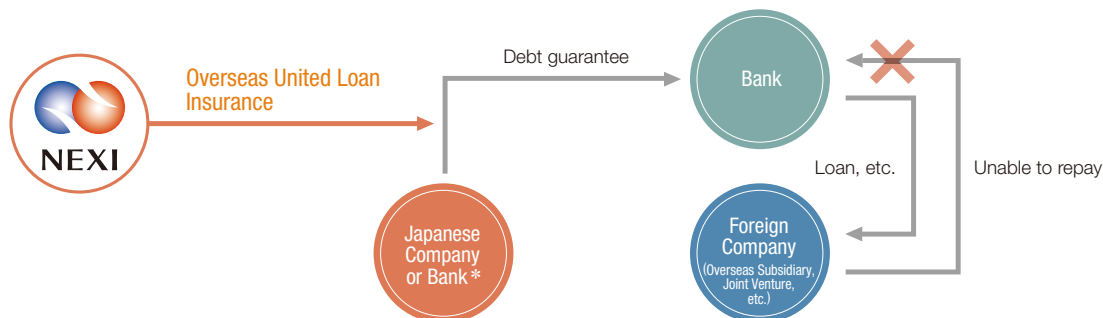 Overseas United Loan
Insurance
NEXI
Debt guarantee
Bank
Loan, etc.
Unable to repay
Japanese
Company
or Bank*
Foreign
Company
(Overseas Subsidiary,
Joint Venture,
etc.)